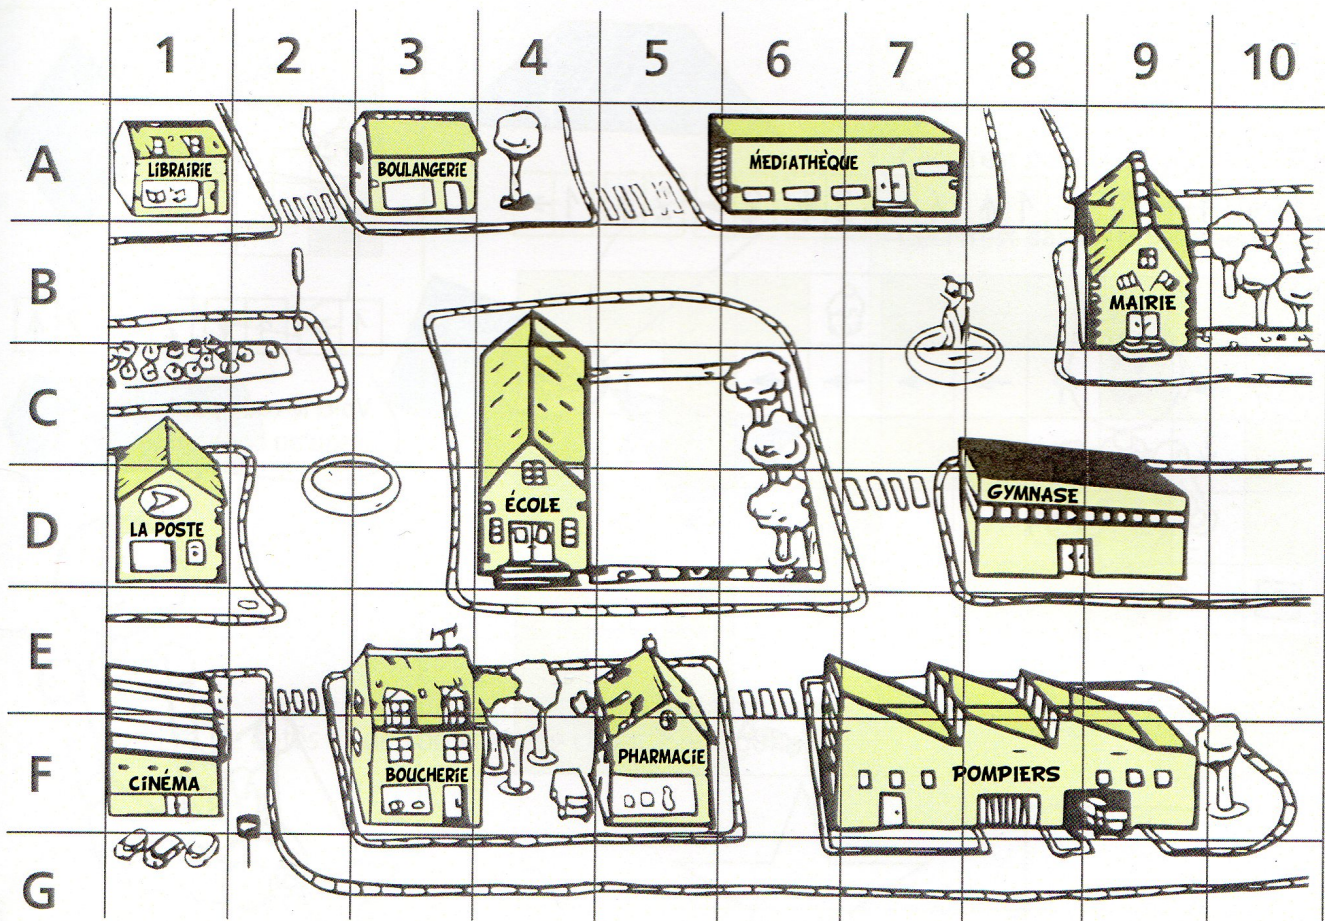 1 2 3 4 5 6 7 8 9 10
A
LIBRAIRIE BOULANGERIE MÉDIATHÈQUE
B
MAIRIE
C
D
LA POSTE ÉCOLE GYMNASE
E
F
CINÉMA BOUCHERIE PHARMACIE POMPIERS
G